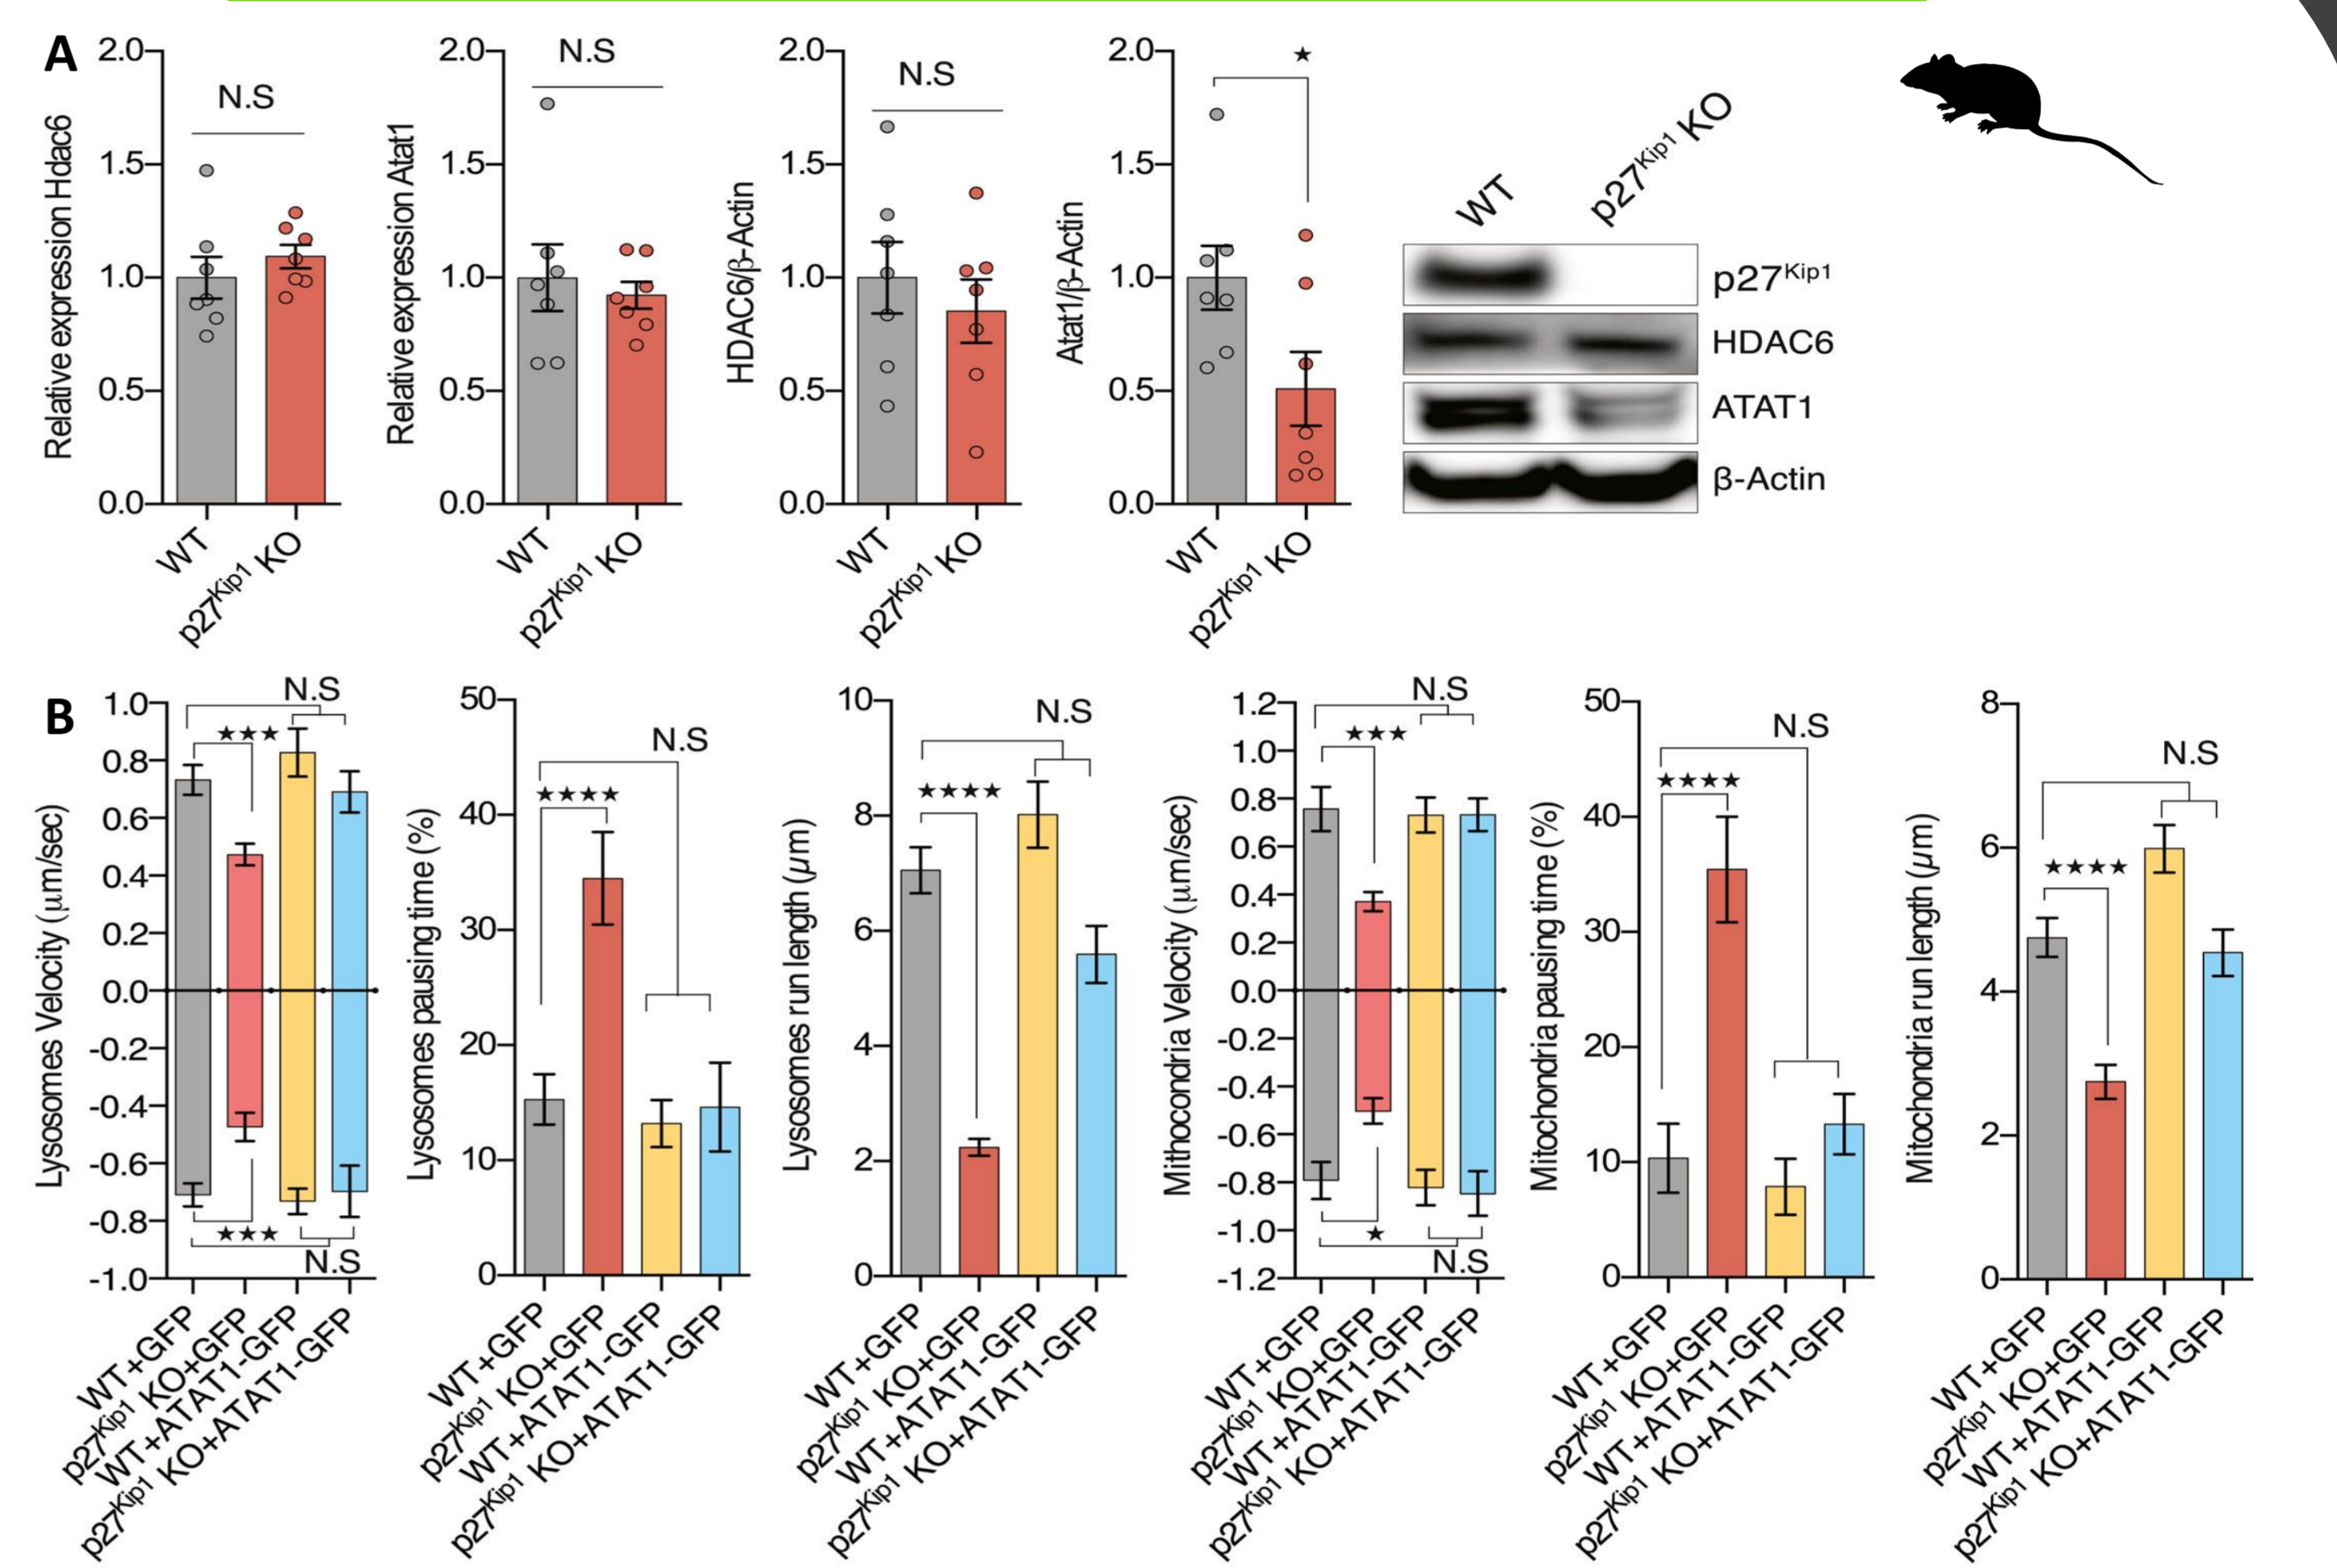 A
Relative expression Hdac6
2.0
1.5
1.0
0.5
0.0
N.S
WT
p27Kip1 KO
Relative expression Atat1
2.0
1.5
1.0
0.5
0.0
N.S
WT
p27Kip1 KO
HDAC6/β-Actin
2.0
1.5
1.0
0.5
0.0
N.S
WT
p27Kip1 KO
Atat1/β-Actin
2.0
1.5
1.0
0.5
0.0
★
WT
p27Kip1 KO
WT
p27Kip1 KO
p27Kip1
HDAC6
ATAT1
β-Actin
B
Lysosomes Velocity (μm/sec)
1.0
0.8
0.6
0.4
0.2
0.0
-0.2
-0.4
-0.6
-0.8
-1.0
N.S
★★★
★★★
N.S
WT+GFP
p27Kip1 KO+GFP
WT+ATAT1-GFP
p27Kip1 KO+ATAT1-GFP
Lysosomes pausing time (%)
50
40
30
20
10
0
N.S
★★★★
WT+GFP
p27Kip1 KO+GFP
WT+ATAT1-GFP
p27Kip1 KO+ATAT1-GFP
Lysosomes run length (μm)
10
8
6
4
2
0
N.S
★★★★
WT+GFP
p27Kip1 KO+GFP
WT+ATAT1-GFP
p27Kip1 KO+ATAT1-GFP
Mithocondria Velocity (μm/sec)
1.2
1.0
0.8
0.6
0.4
0.2
0.0
-0.2
-0.4
-0.6
-0.8
-1.0
-1.2
N.S
★★★
★
N.S
WT+GFP
p27Kip1 KO+GFP
WT+ATAT1-GFP
p27Kip1 KO+ATAT1-GFP
Mitochondria pausing time (%)
50
40
30
20
10
0
N.S
★★★★
WT+GFP
p27Kip1 KO+GFP
WT+ATAT1-GFP
p27Kip1 KO+ATAT1-GFP
Mitochondria run length (μm)
8
6
4
2
0
N.S
★★★★
WT+GFP
p27Kip1 KO+GFP
WT+ATAT1-GFP
p27Kip1 KO+ATAT1-GFP